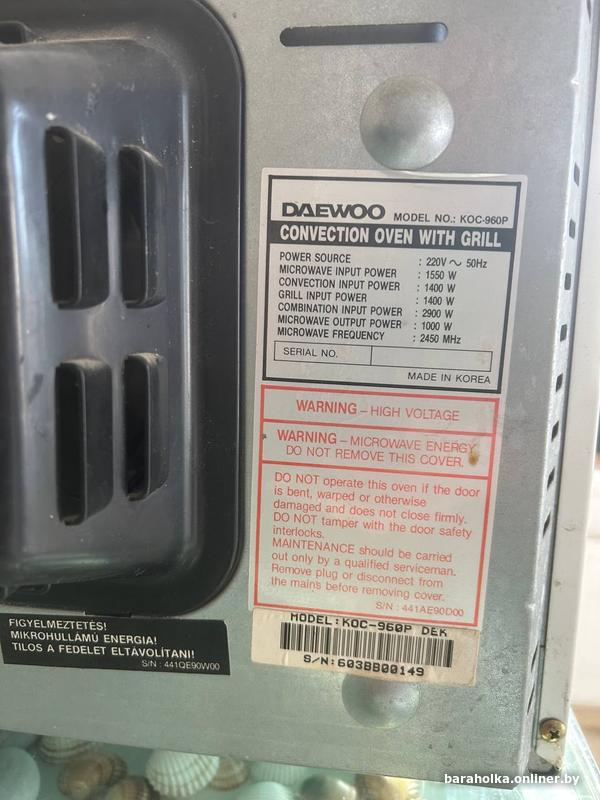 DAEWOO MODEL NO.: KOC-960P
CONVECTION OVEN WITH GRILL
POWER SOURCE : 220V ~ 50Hz
MICROWAVE INPUT POWER : 1550 W
CONVECTION INPUT POWER : 1400 W
GRILL INPUT POWER : 1400 W
COMBINATION INPUT POWER : 2900 W
MICROWAVE OUTPUT POWER : 1000 W
MICROWAVE FREQUENCY : 2450 MHz
SERIAL NO.
MADE IN KOREA
WARNING – HIGH VOLTAGE
WARNING – MICROWAVE ENERGY
DO NOT REMOVE THIS COVER.
DO NOT operate this oven if the door
is bent, warped or otherwise
damaged and does not close firmly.
DO NOT tamper with the door safety
interlocks.
MAINTENANCE should be carried
out only by a qualified serviceman.
Remove plug or disconnect from
the mains before removing cover.
S/N : 441AE90D00
MODEL:KOC-960P DEK
S/N:603BB00149
FIGYELMEZTETÉS!
MIKROHULLÁMÚ ENERGIA!
TILOS A FEDELET ELTÁVOLÍTANI!
S/N : 441QE90W00
baraholka.onliner.by